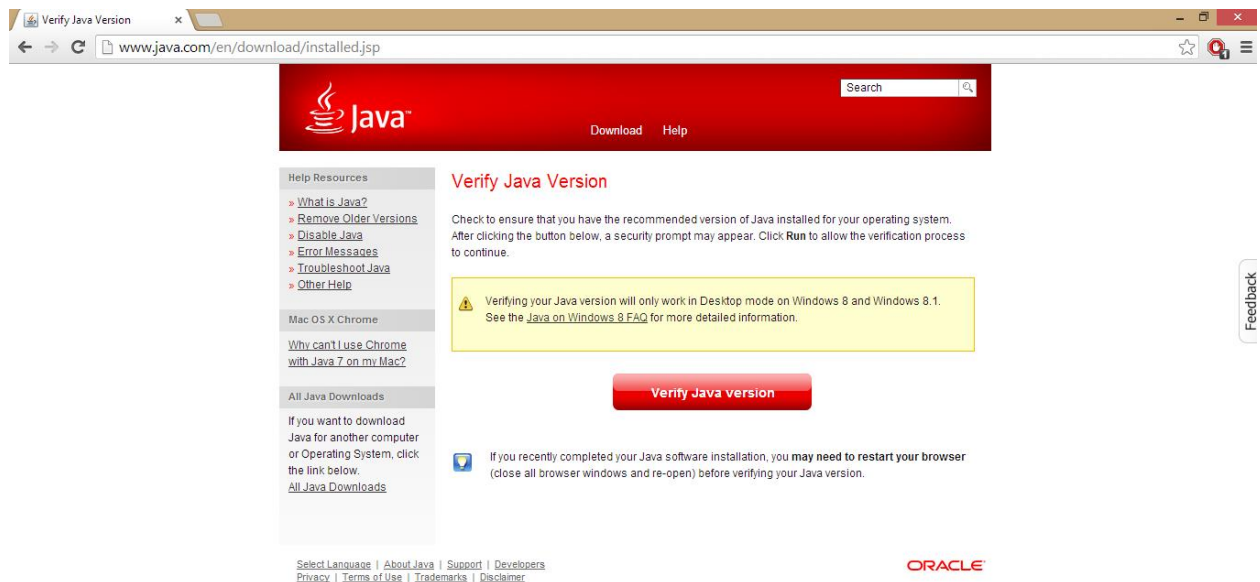 Verify Java Version
www.java.com/en/download/installed.jsp
1
Java™
Search
Download Help
Help Resources
» What is Java?
» Remove Older Versions
» Disable Java
» Error Messages
» Troubleshoot Java
» Other Help
Mac OS X Chrome
Why can't I use Chrome
with Java 7 on my Mac?
All Java Downloads
If you want to download
Java for another computer
or Operating System, click
the link below.
All Java Downloads
Verify Java Version
Check to ensure that you have the recommended version of Java installed for your operating system.
After clicking the button below, a security prompt may appear. Click Run to allow the verification process
to continue.
Verifying your Java version will only work in Desktop mode on Windows 8 and Windows 8.1.
See the Java on Windows 8 FAQ for more detailed information.
Verify Java version
If you recently completed your Java software installation, you may need to restart your browser
(close all browser windows and re-open) before verifying your Java version.
Feedback
Select Language | About Java | Support | Developers
Privacy | Terms of Use | Trademarks | Disclaimer
ORACLE